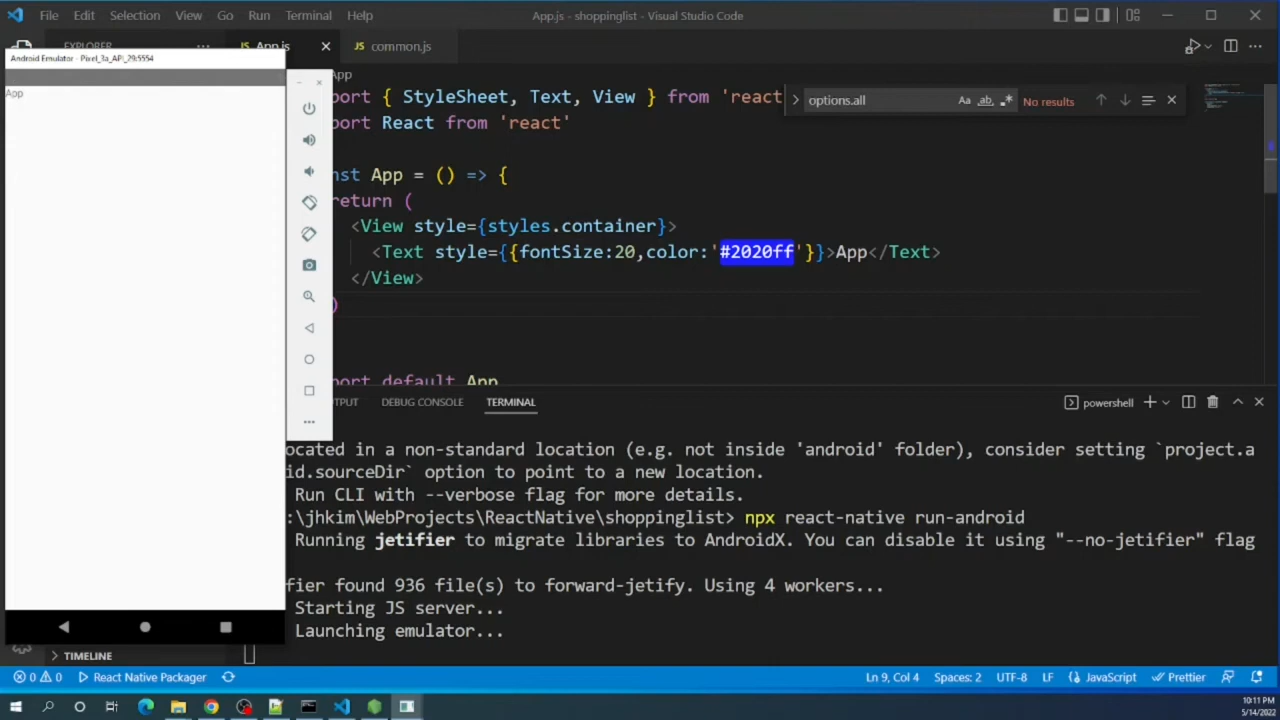 File Edit Selection View Go Run Terminal Help
App.js - shoppinglist - Visual Studio Code
EXPLORER
JS App.js
JS common.js
Android Emulator - Pixel_3a_API_29:5554
App
App
port { StyleSheet, Text, View } from 'react
port React from 'react'
nst App = () => {
return (
<View style={styles.container}>
<Text style={{fontSize:20,color:'#2020ff'}}>App</Text>
</View>
)
port default App
options.all
Aa ab No results
PUT DEBUG CONSOLE TERMINAL
powershell
ocated in a non-standard location (e.g. not inside 'android' folder), consider setting `project.a
id.sourceDir` option to point to a new location.
Run CLI with --verbose flag for more details.
:\jhkim\WebProjects\ReactNative\shoppinglist> npx react-native run-android
Running jetifier to migrate libraries to AndroidX. You can disable it using "--no-jetifier" flag
fier found 936 file(s) to forward-jetify. Using 4 workers...
Starting JS server...
Launching emulator...
TIMELINE
0 0 React Native Packager
Ln 9, Col 4 Spaces: 2 UTF-8 LF {} JavaScript Prettier
10:11 PM
5/14/2022